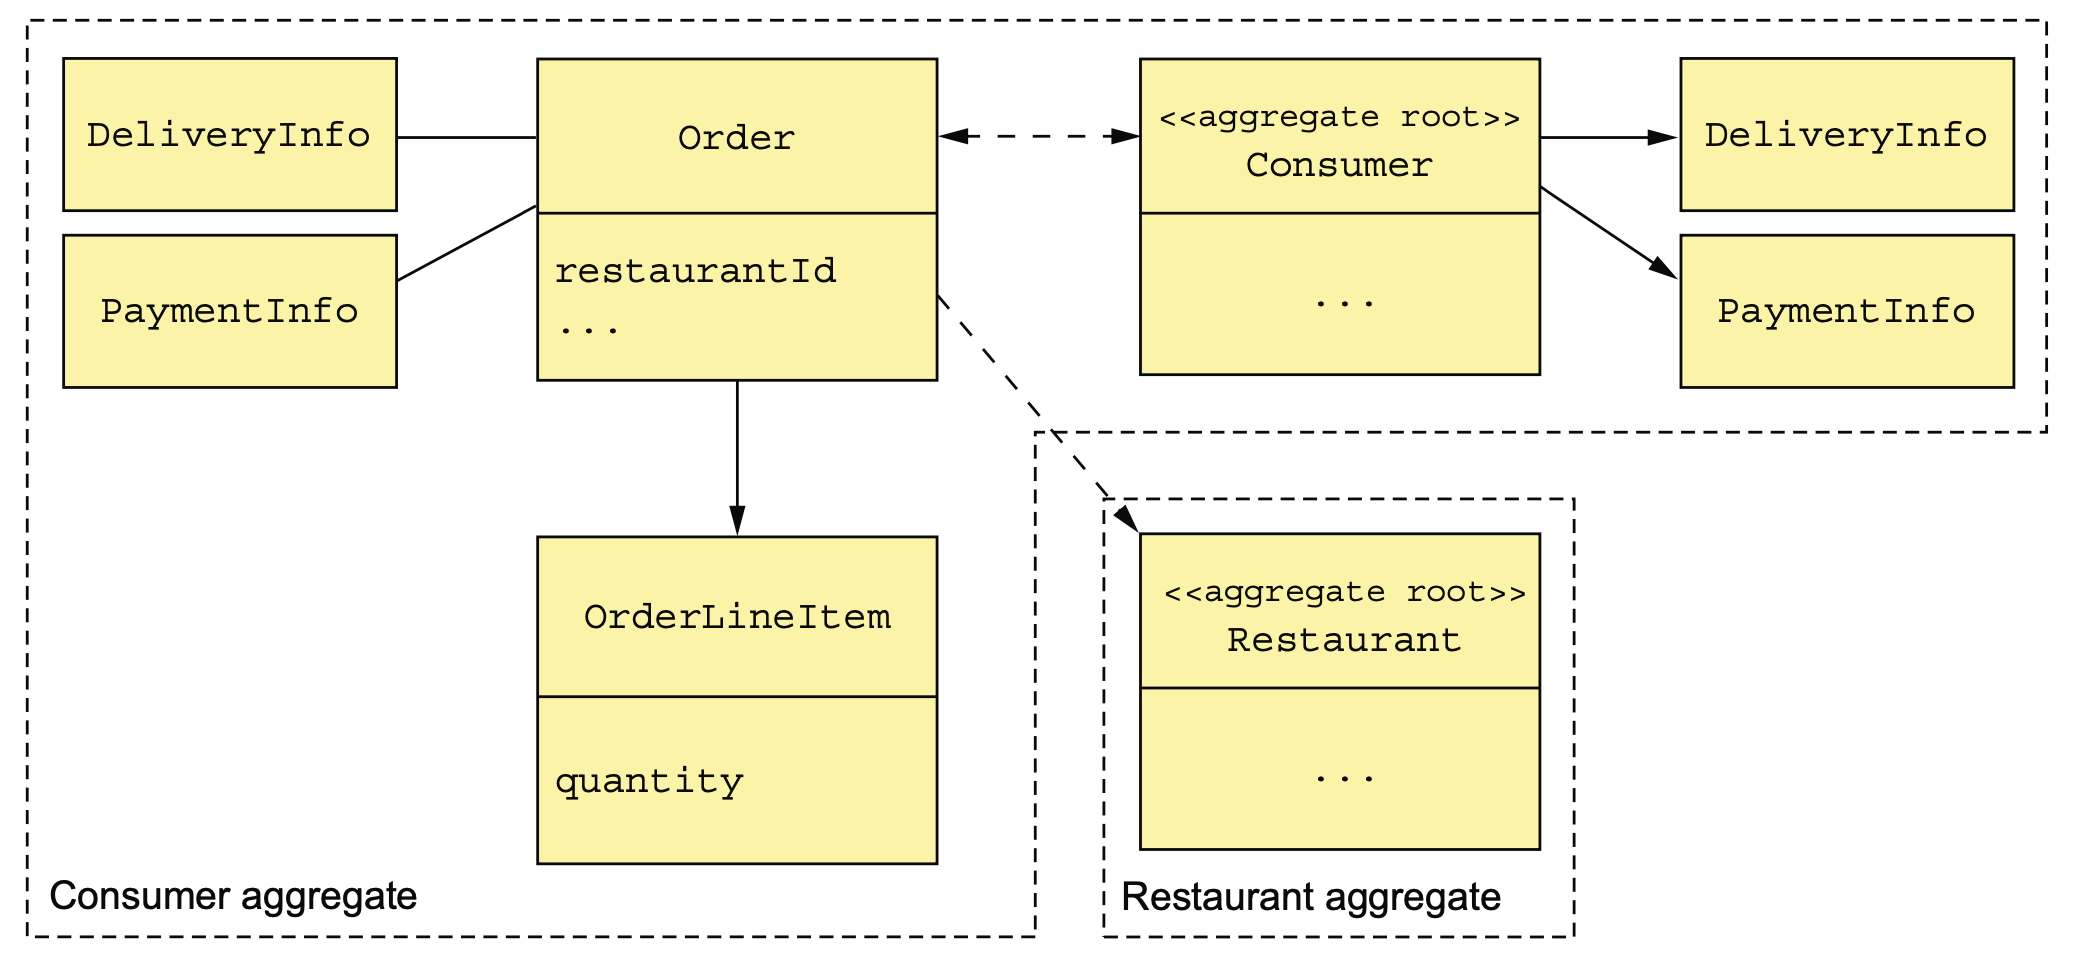 DeliveryInfo
PaymentInfo
Order
restaurantId
...
<<aggregate root>>
Consumer
...
DeliveryInfo
PaymentInfo
OrderLineItem
quantity
<<aggregate root>>
Restaurant
...
Consumer aggregate
Restaurant aggregate